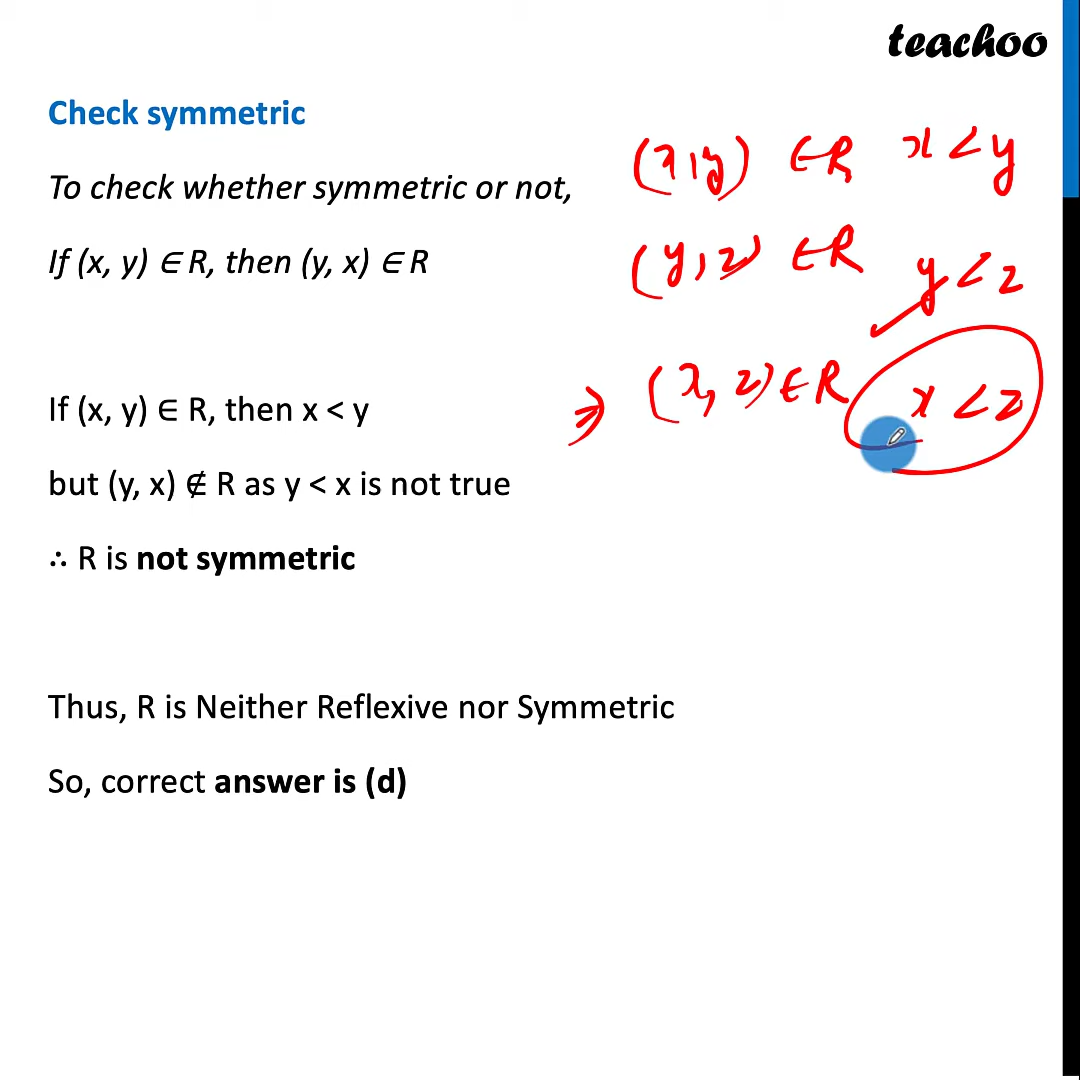 teachoo
Check symmetric
To check whether symmetric or not,
If (x, y) ∈ R, then (y, x) ∈ R
If (x, y) ∈ R, then x < y
but (y, x) ∉ R as y < x is not true
∴ R is not symmetric
Thus, R is Neither Reflexive nor Symmetric
So, correct answer is (d)
(x, y) ∈ R x < y
(y, z) ∈ R y < z
⇒ (x, z) ∈ R x < z